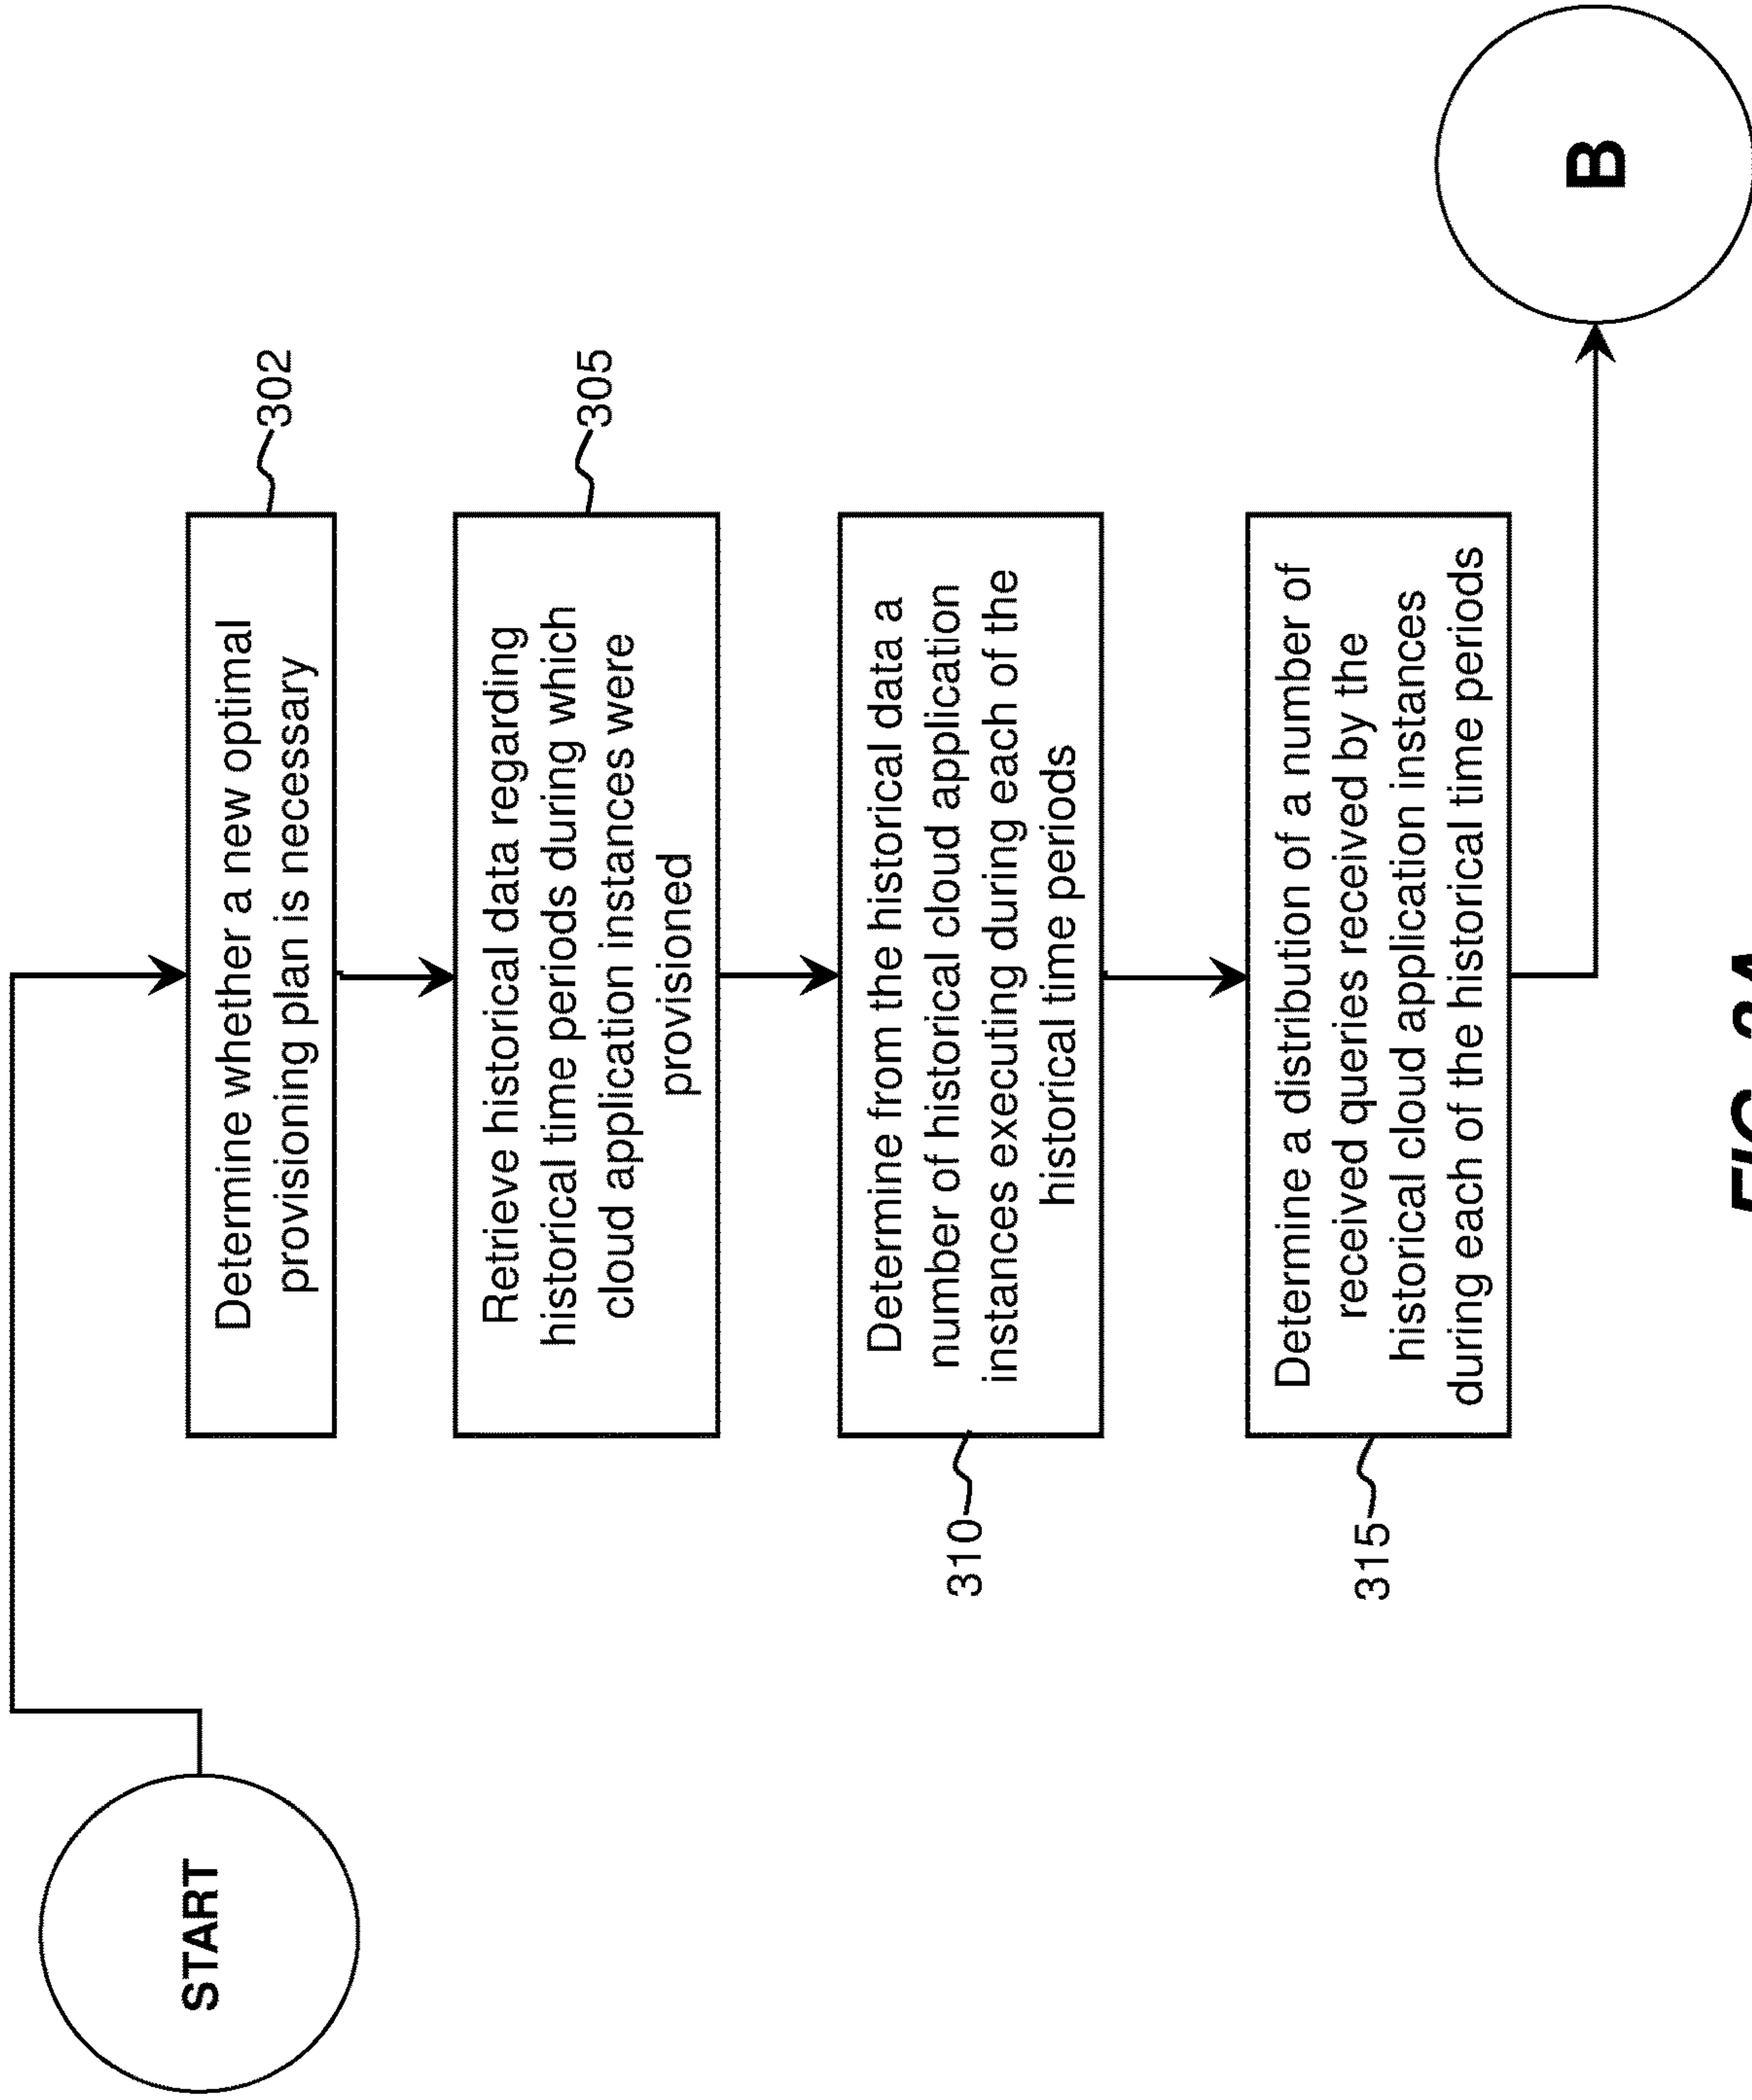 START
Determine whether a new optimal
provisioning plan is necessary
302
Retrieve historical data regarding
historical time periods during which
cloud application instances were
provisioned
305
Determine from the historical data a
number of historical cloud application
instances executing during each of the
historical time periods
310
Determine a distribution of a number of
received queries received by the
historical cloud application instances
during each of the historical time periods
315
B